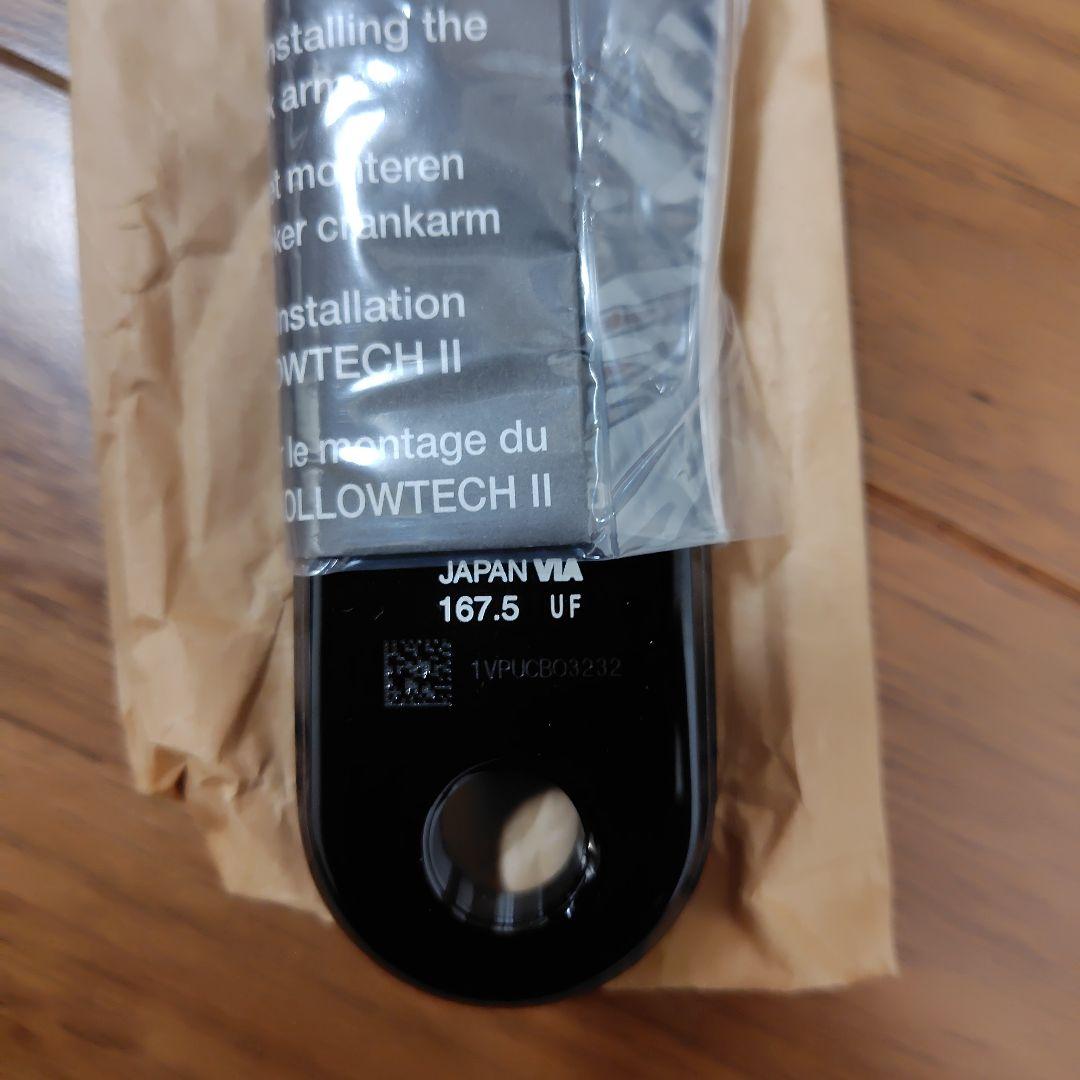 nstalling the
arm
monteren
ker crankarm
nstallation
OWTECH II
le montage du
OLLOWTECH II
JAPAN VIA
167.5 UF
1VPUCB03232